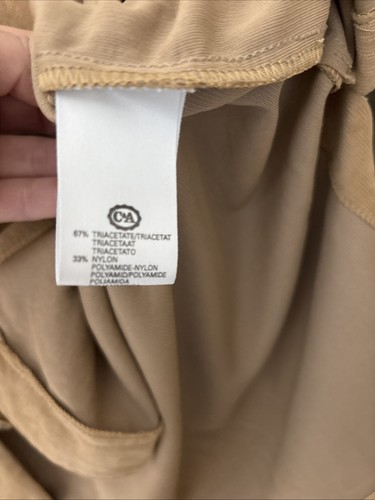 C&A
67% TRIACETATE/TRIACETAT
TRIACETAAT
TRIACETATO
33% NYLON
POLYAMIDE-NYLON
POLYAMID/POLYAMIDE
POLIAMIDA